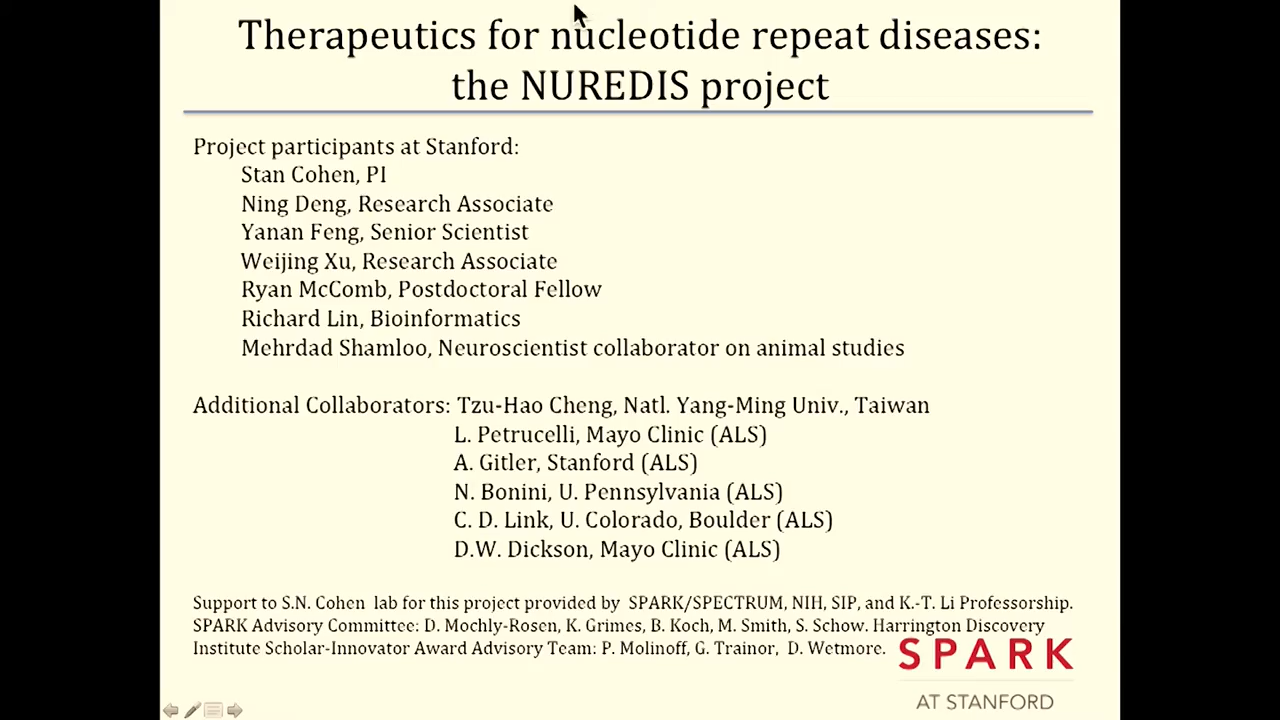 Therapeutics for nucleotide repeat diseases:
the NUREDIS project
Project participants at Stanford:
Stan Cohen, PI
Ning Deng, Research Associate
Yanan Feng, Senior Scientist
Weijing Xu, Research Associate
Ryan McComb, Postdoctoral Fellow
Richard Lin, Bioinformatics
Mehrdad Shamloo, Neuroscientist collaborator on animal studies
Additional Collaborators: Tzu-Hao Cheng, Natl. Yang-Ming Univ., Taiwan
L. Petrucelli, Mayo Clinic (ALS)
A. Gitler, Stanford (ALS)
N. Bonini, U. Pennsylvania (ALS)
C. D. Link, U. Colorado, Boulder (ALS)
D.W. Dickson, Mayo Clinic (ALS)
Support to S.N. Cohen lab for this project provided by SPARK/SPECTRUM, NIH, SIP, and K.-T. Li Professorship.
SPARK Advisory Committee: D. Mochly-Rosen, K. Grimes, B. Koch, M. Smith, S. Schow. Harrington Discovery
Institute Scholar-Innovator Award Advisory Team: P. Molinoff, G. Trainor, D. Wetmore.
SPARK
AT STANFORD